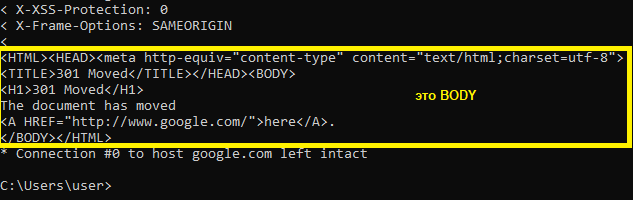 < X-XSS-Protection: 0
< X-Frame-Options: SAMEORIGIN
<
<HTML><HEAD><meta http-equiv="content-type" content="text/html;charset=utf-8">
<TITLE>301 Moved</TITLE></HEAD><BODY>
<H1>301 Moved</H1>
The document has moved
<A HREF="http://www.google.com/">here</A>.
</BODY></HTML>
это BODY
* Connection #0 to host google.com left intact
C:\Users\user>